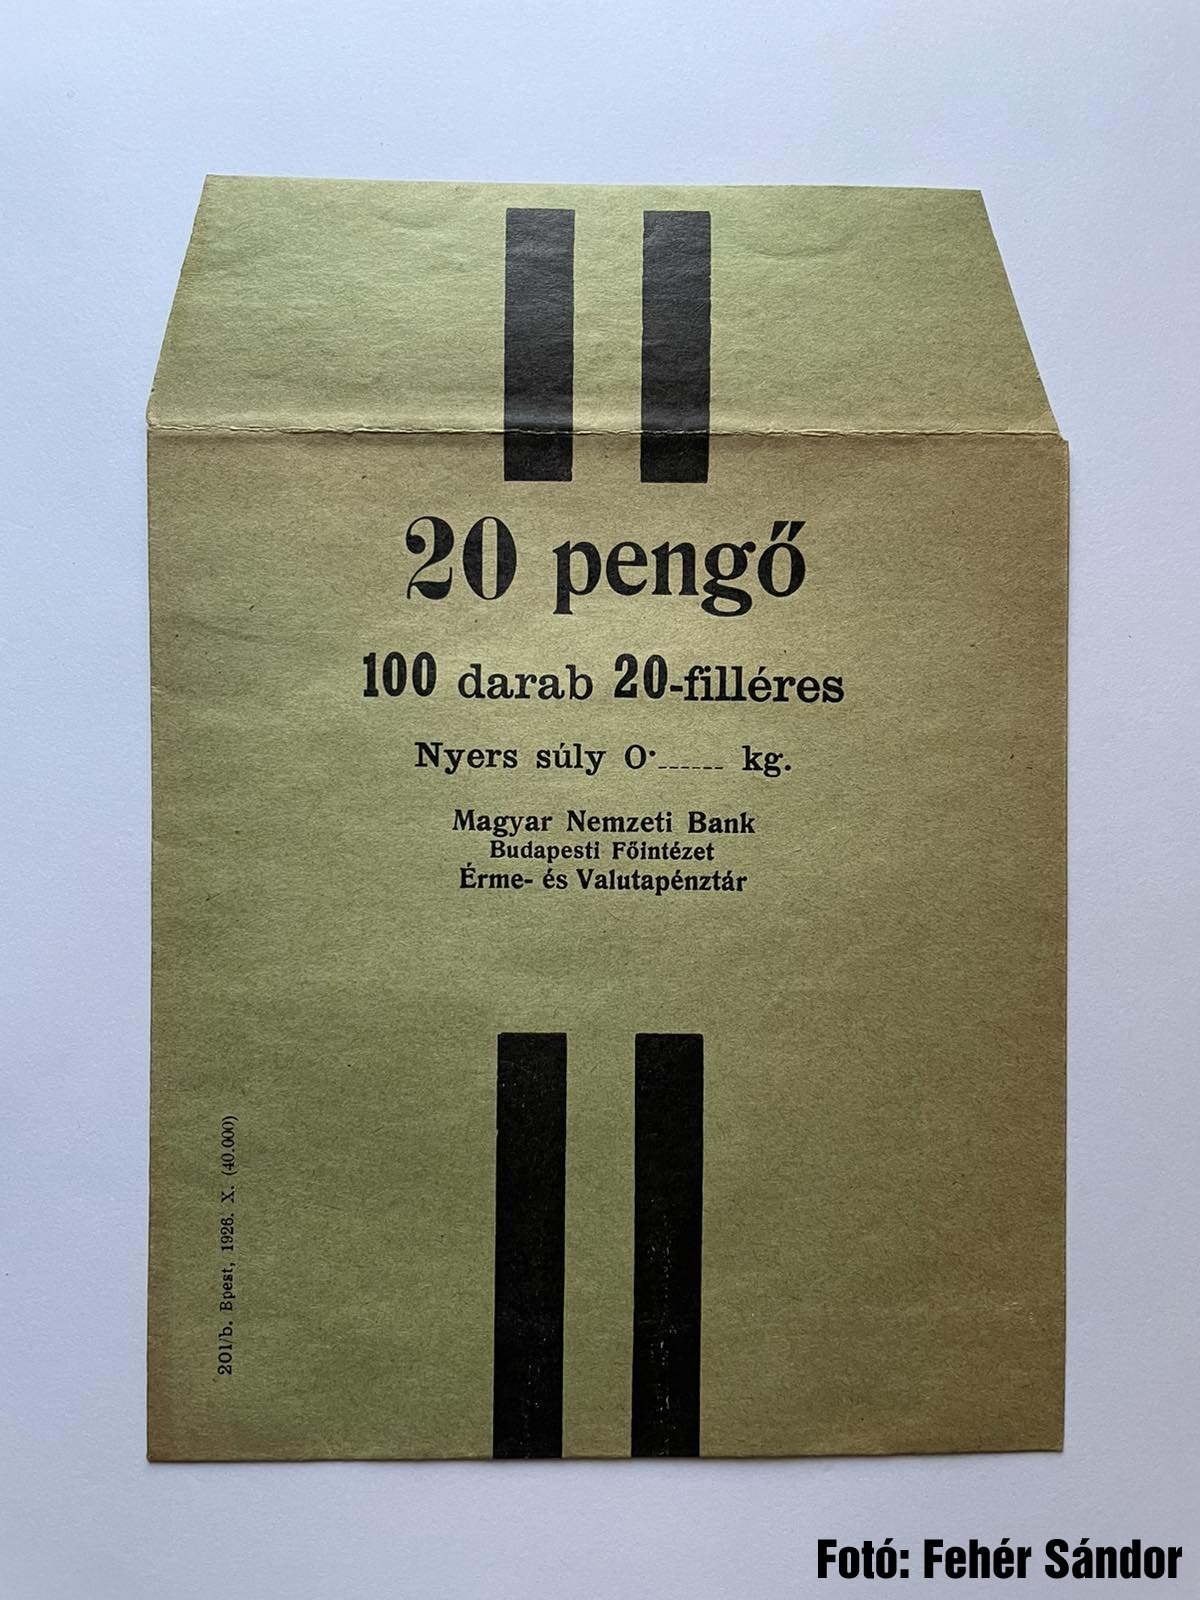 20 pengő
100 darab 20-filléres
Nyers súly 0·...... kg.
Magyar Nemzeti Bank
Budapesti Főintézet
Érme- és Valutapénztár
201/b. Bpest, 1926. X. (40.000)
Fotó: Fehér Sándor